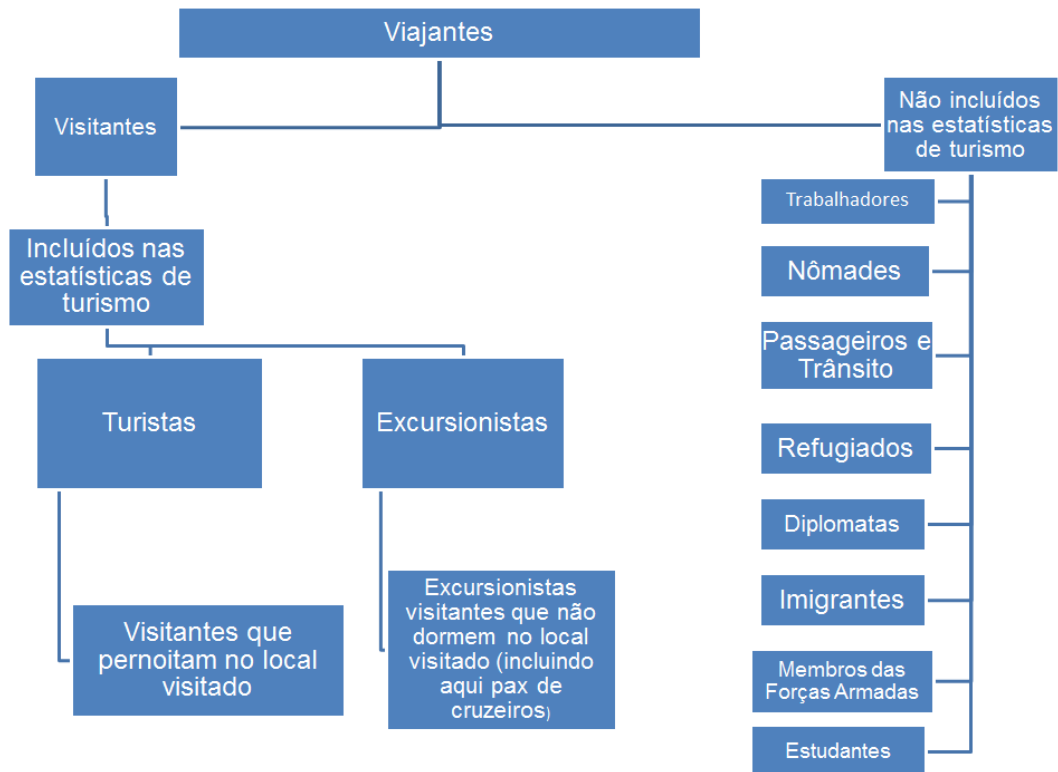 Viajantes
Visitantes
Não incluídos
nas estatísticas
de turismo
Incluídos nas
estatísticas de
turismo
Turistas
Excursionistas
Visitantes que
pernoitam no local
visitado
Excursionistas
visitantes que não
dormem no local
visitado (incluindo
aqui pax de
cruzeiros)
Trabalhadores
Nômades
Passageiros e
Trânsito
Refugiados
Diplomatas
Imigrantes
Membros das
Forças Armadas
Estudantes